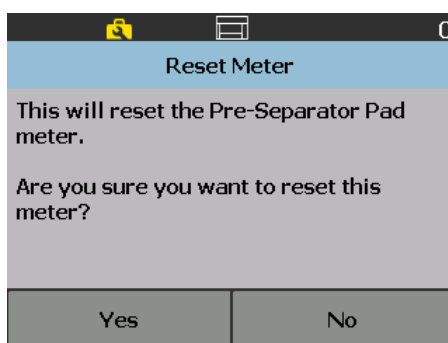 Reset Meter
This will reset the Pre-Separator Pad
meter.
Are you sure you want to reset this
meter?
Yes
No